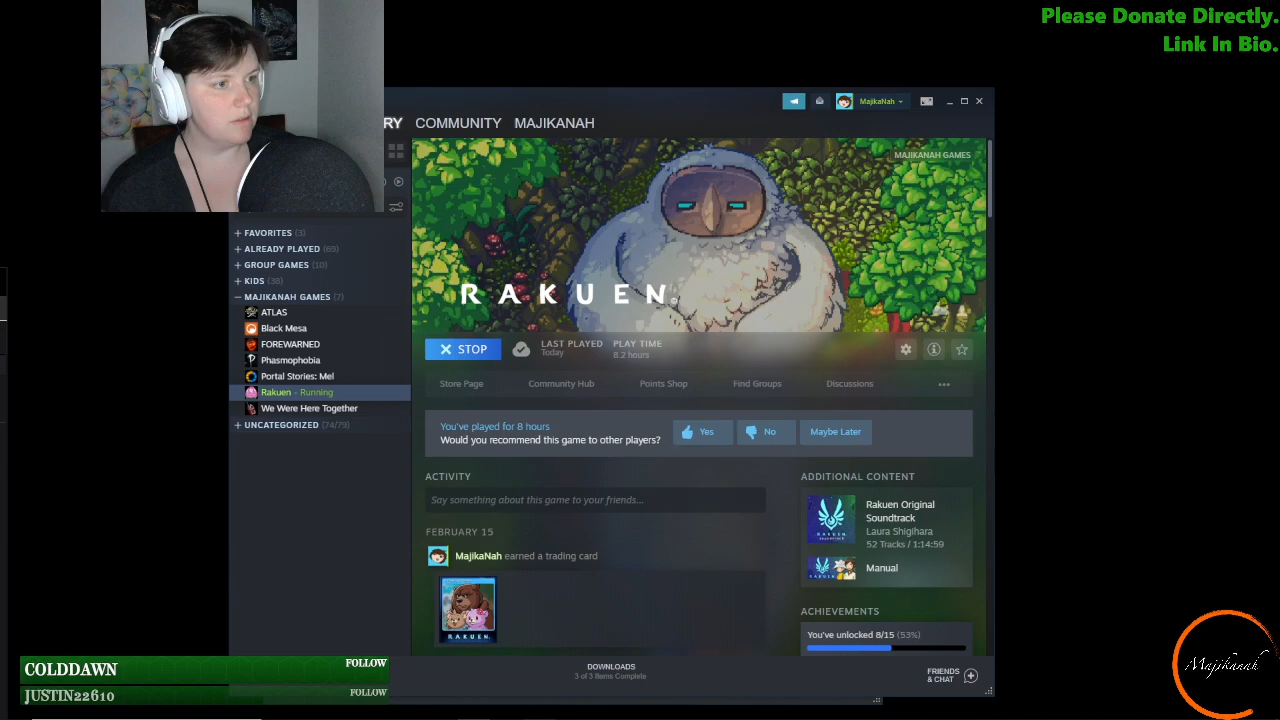 Please Donate Directly.
Link In Bio.
MajikaNah
RY COMMUNITY MAJIKANAH
MAJIKANAH GAMES
RAKUEN
FAVORITES (3)
ALREADY PLAYED (69)
GROUP GAMES (10)
KIDS (38)
MAJIKANAH GAMES (7)
ATLAS
Black Mesa
FOREWARNED
Phasmophobia
Portal Stories: Mel
Rakuen - Running
We Were Here Together
UNCATEGORIZED (74/79)
STOP
LAST PLAYED
Today
PLAY TIME
8.2 hours
Store Page Community Hub Points Shop Find Groups Discussions
You've played for 8 hours
Would you recommend this game to other players?
Yes No Maybe Later
ACTIVITY
Say something about this game to your friends...
FEBRUARY 15
MajikaNah earned a trading card
RAKUEN
ADDITIONAL CONTENT
Rakuen Original
Soundtrack
Laura Shigihara
52 Tracks / 1:14:59
Manual
ACHIEVEMENTS
You've unlocked 8/15 (53%)
DOWNLOADS
3 of 3 Items Complete
FRIENDS
& CHAT
COLDDAWN FOLLOW
JUSTIN22610 FOLLOW
Majikanah